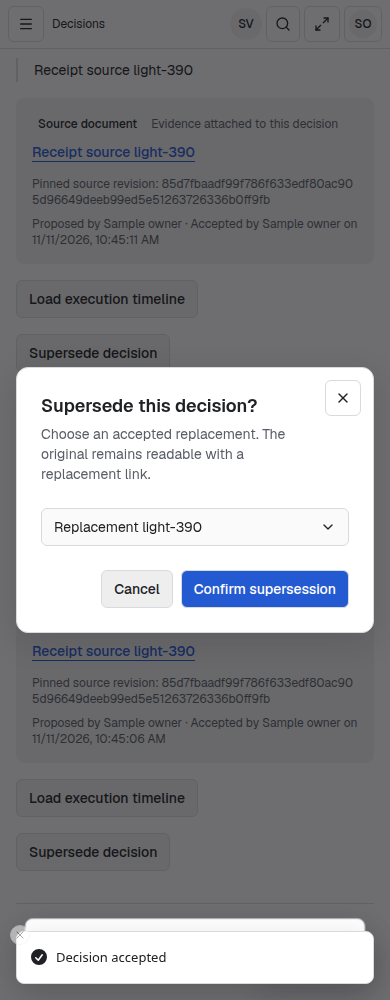 Decisions
SV
SO
Receipt source light-390
Source document Evidence attached to this decision
Receipt source light-390
Pinned source revision: 85d7fbaadf99f786f633edf80ac90
5d96649deeb99ed5e51263726336b0ff9fb
Proposed by Sample owner · Accepted by Sample owner on
11/11/2026, 10:45:11 AM
Load execution timeline
Supersede decision
Supersede this decision?
Choose an accepted replacement. The
original remains readable with a
replacement link.
Replacement light-390
Cancel
Confirm supersession
Receipt source light-390
Pinned source revision: 85d7fbaadf99f786f633edf80ac90
5d96649deeb99ed5e51263726336b0ff9fb
Proposed by Sample owner · Accepted by Sample owner on
11/11/2026, 10:45:06 AM
Load execution timeline
Supersede decision
Decision accepted